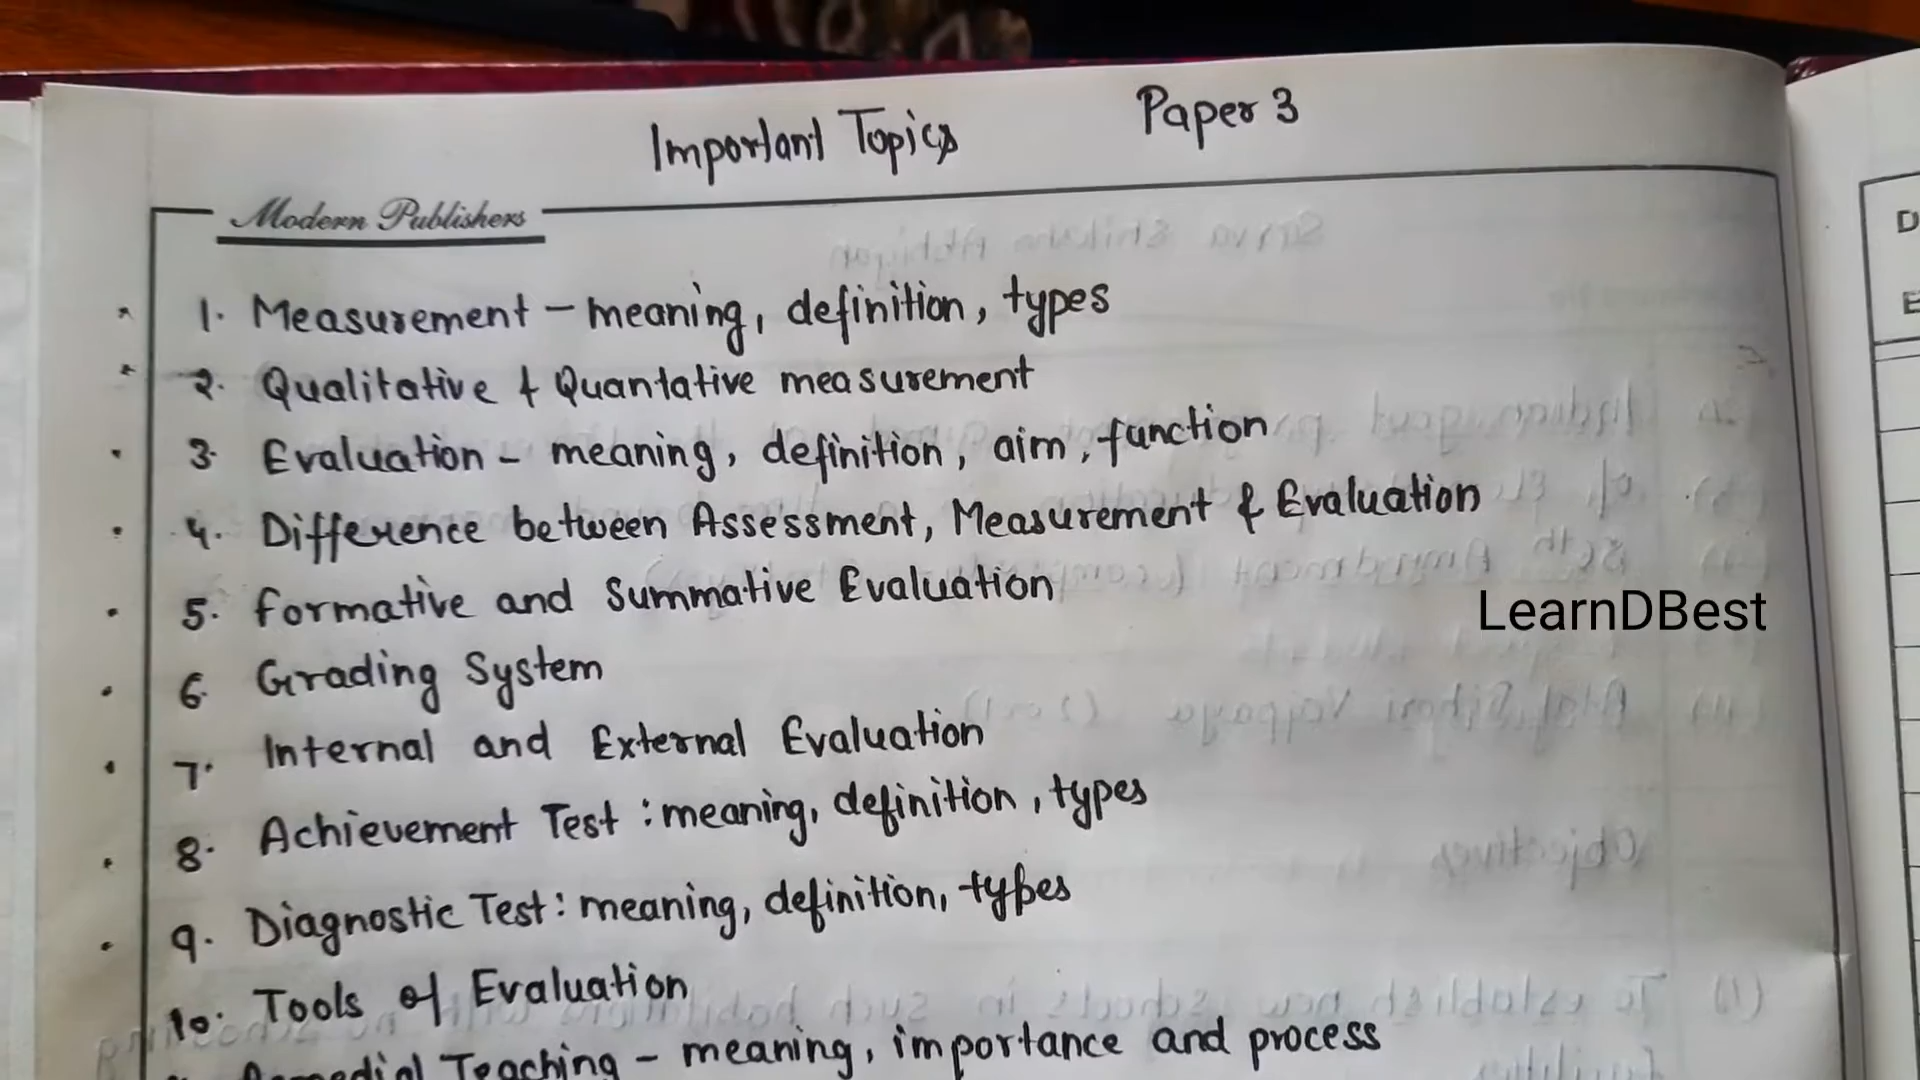 Important Topics Paper 3
Modern Publishers
1. Measurement – meaning, definition, types
2. Qualitative & Quantative measurement
3. Evaluation – meaning, definition, aim, function
4. Difference between Assessment, Measurement & Evaluation
5. Formative and Summative Evaluation
LearnDBest
6. Grading System
7. Internal and External Evaluation
8. Achievement Test : meaning, definition, types
9. Diagnostic Test : meaning, definition, types
10. Tools of Evaluation
Remedial Teaching – meaning, importance and process
D
E